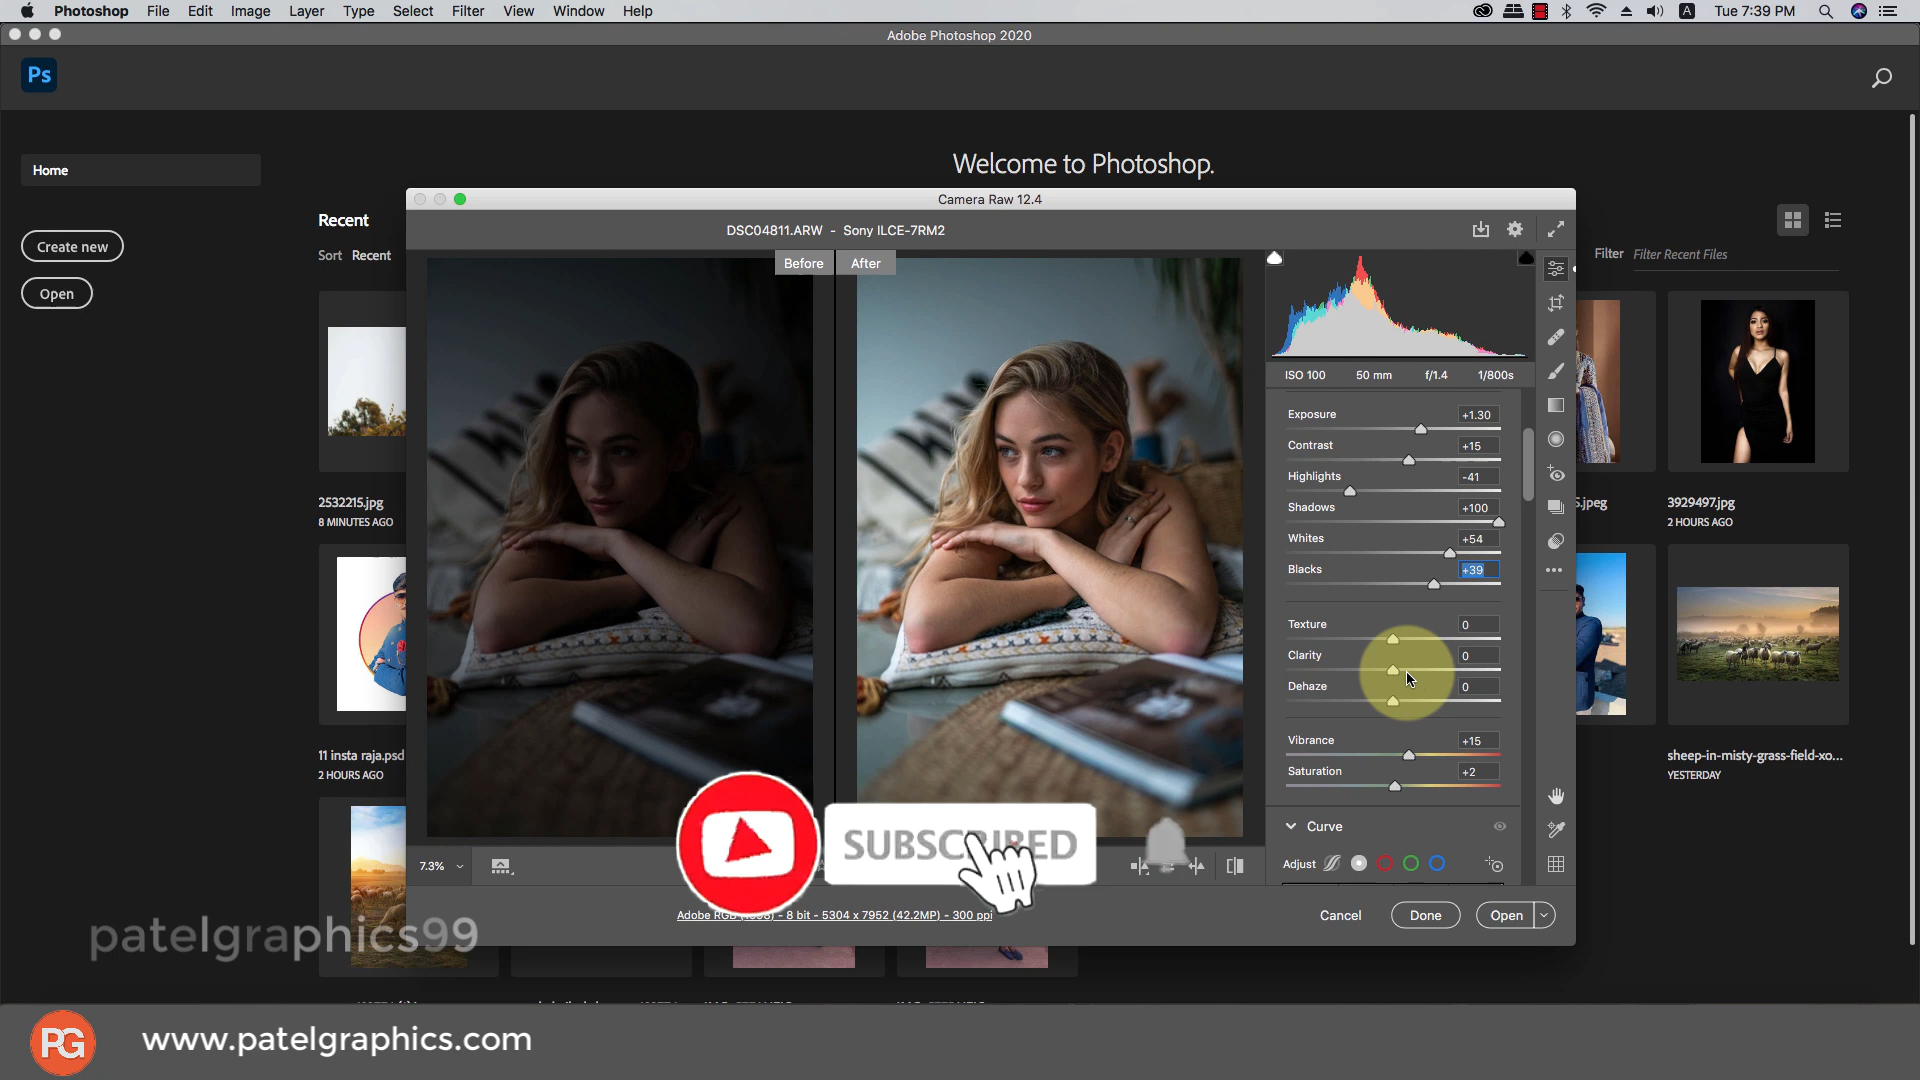 Photoshop File Edit Image Layer Type Select Filter View Window Help
A Tue 7:39 PM
Adobe Photoshop 2020
Ps
Home
Welcome to Photoshop.
Camera Raw 12.4
Recent
DSC04811.ARW - Sony ILCE-7RM2
Create new
Sort Recent
Filter Filter Recent Files
Before After
Open
ISO 100 50 mm f/1.4 1/800s
Exposure +1.30
Contrast +15
Highlights -41
Shadows +100
Whites +54
Blacks +39
2532215.jpg
8 MINUTES AGO
.jpeg
3929497.jpg
2 HOURS AGO
Texture 0
Clarity 0
Dehaze 0
Vibrance +15
Saturation +2
11 insta raja.psd
2 HOURS AGO
sheep-in-misty-grass-field-xo...
YESTERDAY
Curve
SUBSCRIBED
Adjust
7.3%
Adobe RGB - 8 bit - 5304 x 7952 (42.2MP) - 300 ppi
Cancel Done Open
patelgraphics99
PG www.patelgraphics.com